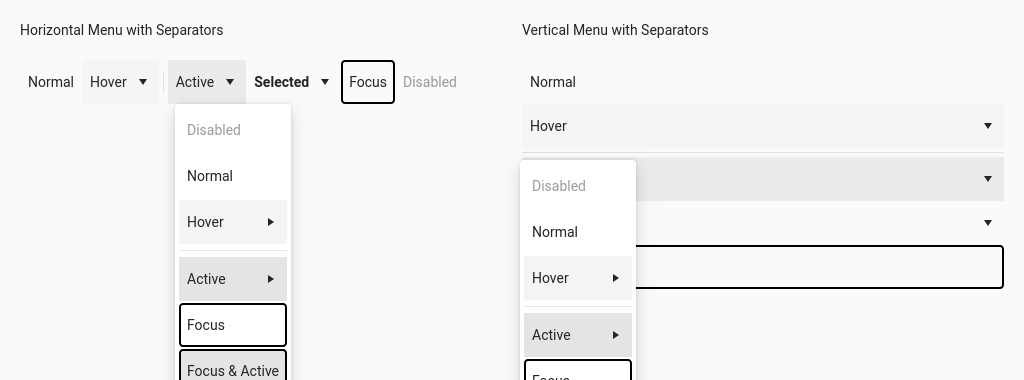 Horizontal Menu with Separators
Normal Hover Active Selected Focus Disabled
Disabled
Normal
Hover
Active
Focus
Focus & Active
Vertical Menu with Separators
Normal
Hover
Disabled
Normal
Hover
Active
Focus